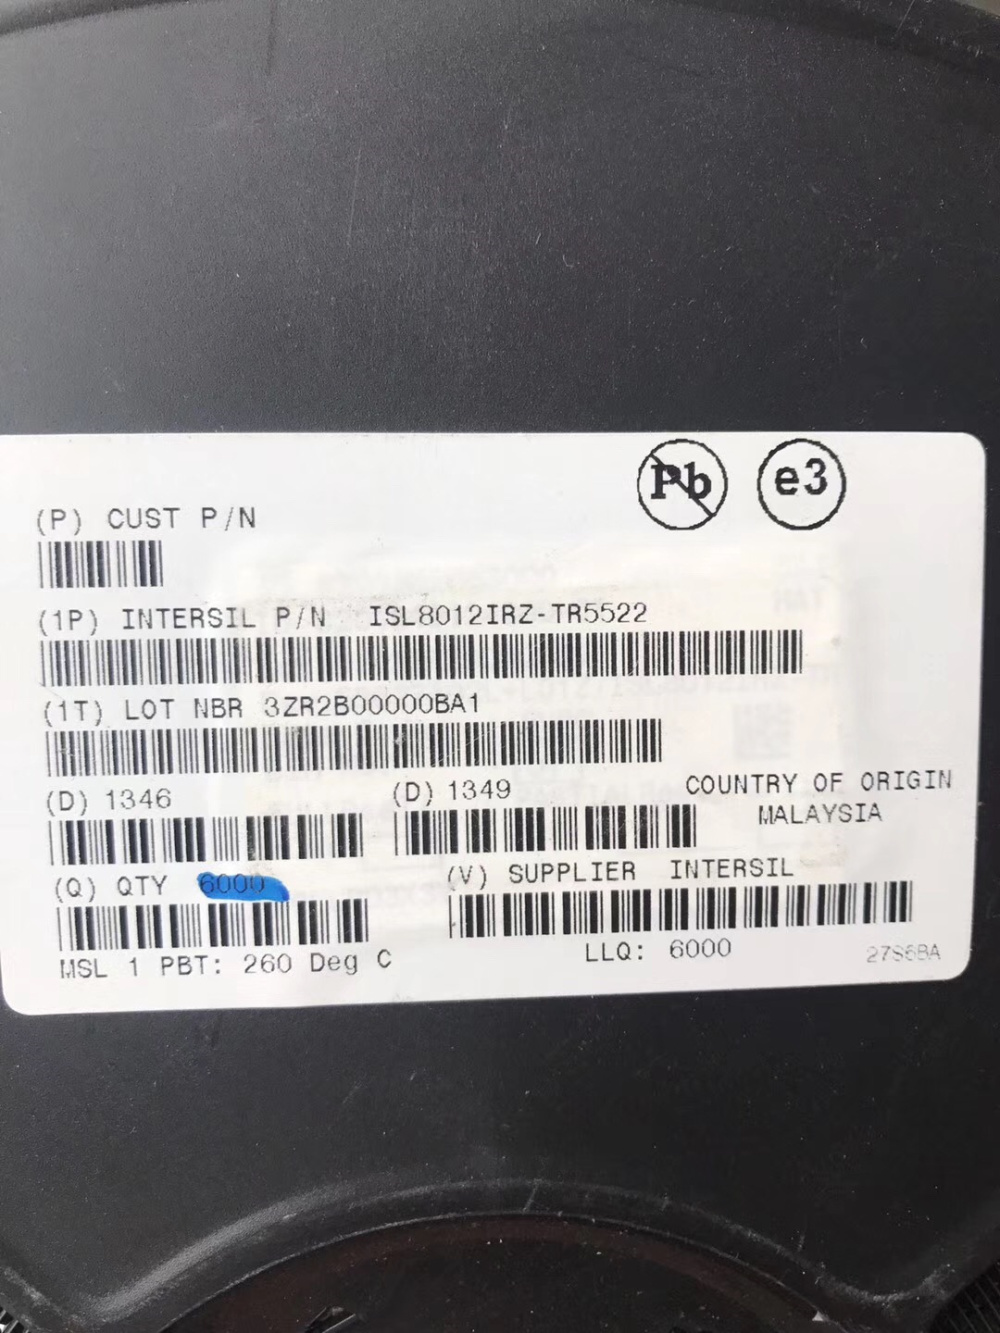 Pb e3
(P) CUST P/N
(1P) INTERSIL P/N ISL8012IRZ-TR5522
(1T) LOT NBR 3ZR2B00000BA1
(D) 1346 (D) 1349 COUNTRY OF ORIGIN
MALAYSIA
(Q) QTY 6000 (V) SUPPLIER INTERSIL
MSL 1 PBT: 260 Deg C LLQ: 6000 27S6BA